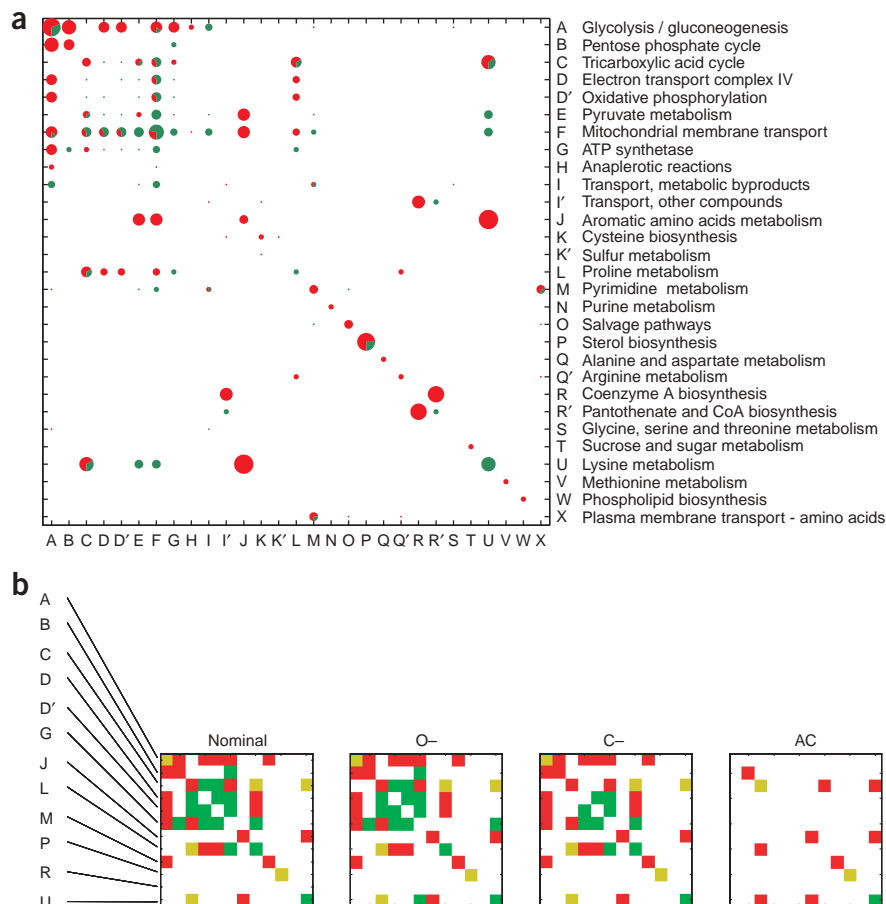 a
A Glycolysis / gluconeogenesis
B Pentose phosphate cycle
C Tricarboxylic acid cycle
D Electron transport complex IV
D′ Oxidative phosphorylation
E Pyruvate metabolism
F Mitochondrial membrane transport
G ATP synthetase
H Anaplerotic reactions
I Transport, metabolic byproducts
I′ Transport, other compounds
J Aromatic amino acids metabolism
K Cysteine biosynthesis
K′ Sulfur metabolism
L Proline metabolism
M Pyrimidine metabolism
N Purine metabolism
O Salvage pathways
P Sterol biosynthesis
Q Alanine and aspartate metabolism
Q′ Arginine metabolism
R Coenzyme A biosynthesis
R′ Pantothenate and CoA biosynthesis
S Glycine, serine and threonine metabolism
T Sucrose and sugar metabolism
U Lysine metabolism
V Methionine metabolism
W Phospholipid biosynthesis
X Plasma membrane transport - amino acids
A B C D D′ E F G H I I′ J K K′ L M N O P Q Q′ R R′ S T U V W X
b
A
B
C
D
D′
G
J
L
M
P
R
U
Nominal O– C– AC